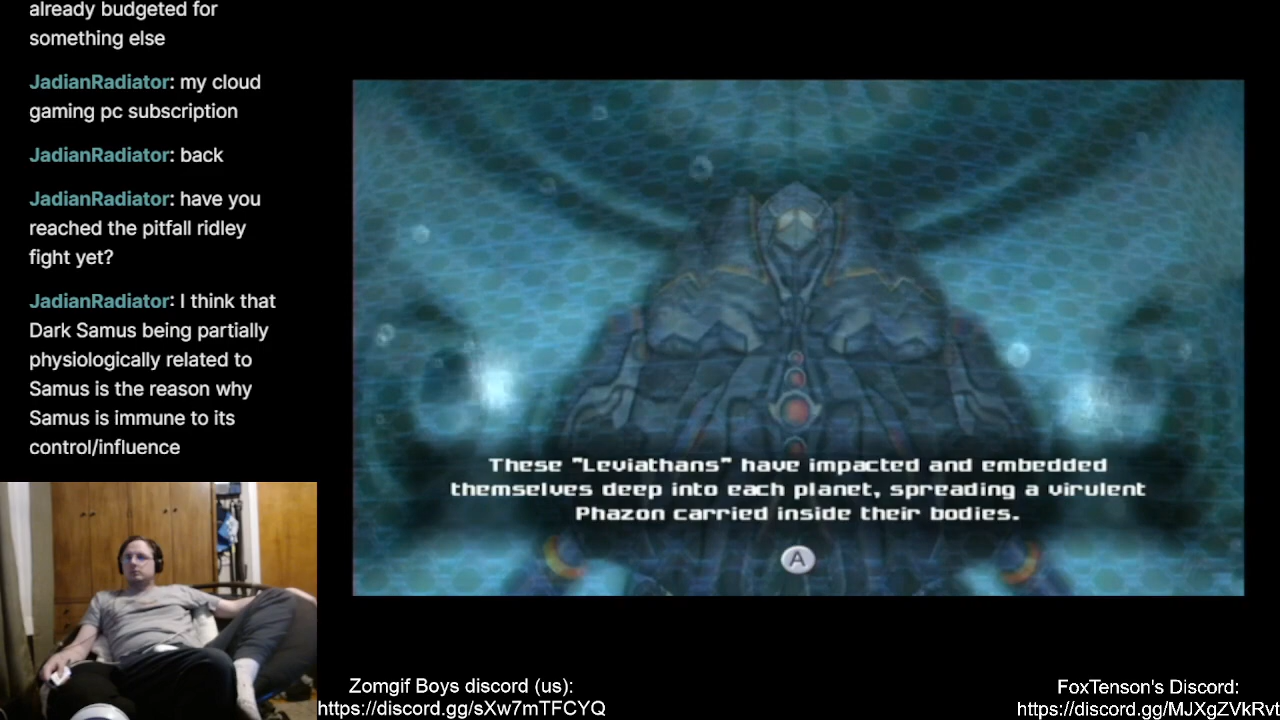 already budgeted for
something else
JadianRadiator: my cloud
gaming pc subscription
JadianRadiator: back
JadianRadiator: have you
reached the pitfall ridley
fight yet?
JadianRadiator: I think that
Dark Samus being partially
physiologically related to
Samus is the reason why
Samus is immune to its
control/influence
These "Leviathans" have impacted and embedded
themselves deep into each planet, spreading a virulent
Phazon carried inside their bodies.
A
Zomgif Boys discord (us):
https://discord.gg/sXw7mTFCYQ
FoxTenson's Discord:
https://discord.gg/MJXgZVkRvt